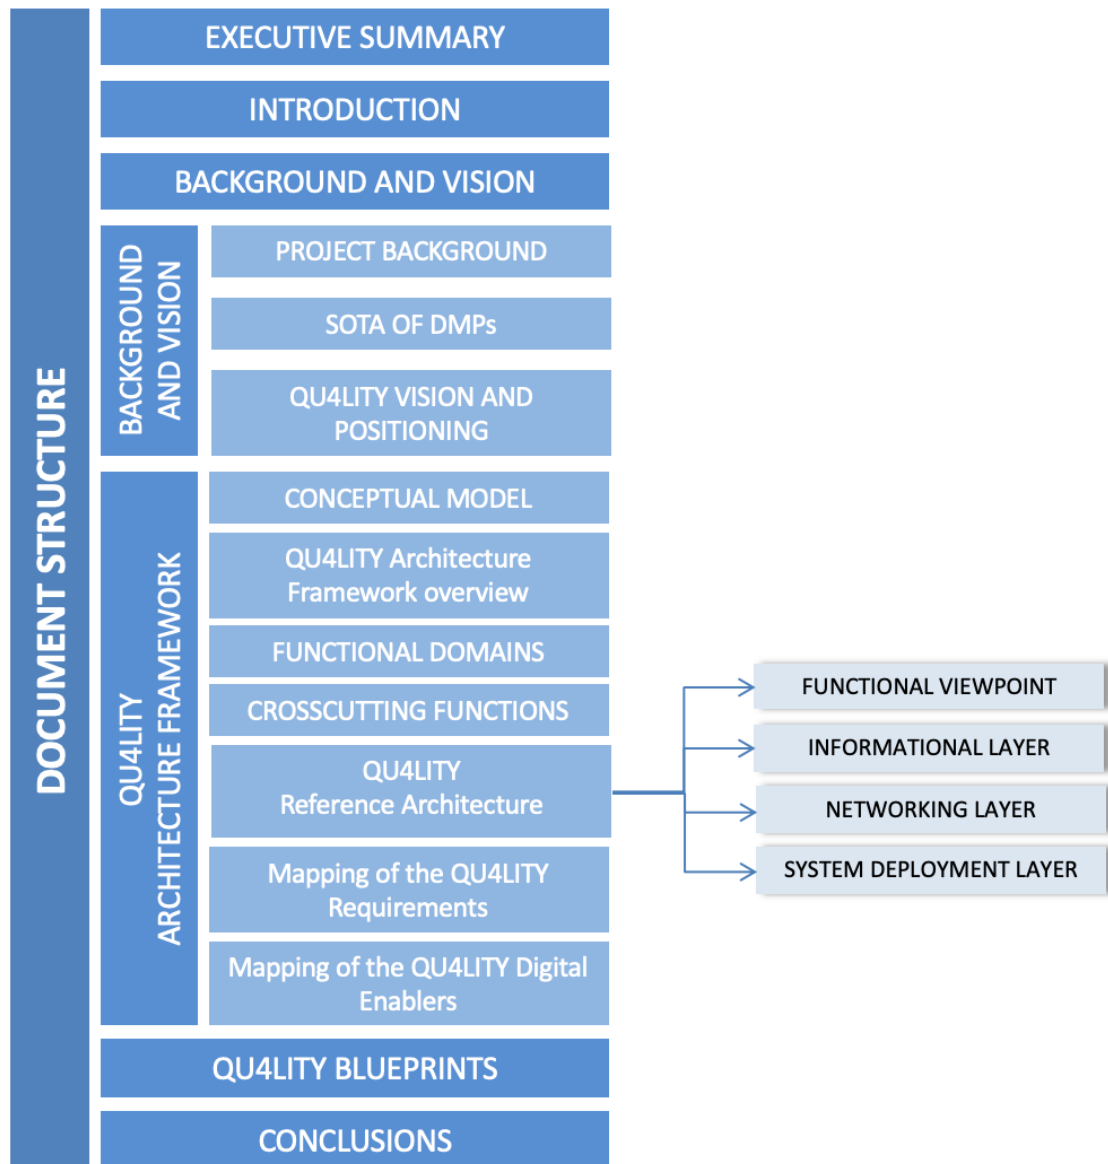 DOCUMENT STRUCTURE
EXECUTIVE SUMMARY
INTRODUCTION
BACKGROUND AND VISION
BACKGROUND
AND VISION
PROJECT BACKGROUND
SOTA OF DMPs
QU4LITY VISION AND
POSITIONING
QU4LITY
ARCHITECTURE FRAMEWORK
CONCEPTUAL MODEL
QU4LITY Architecture
Framework overview
FUNCTIONAL DOMAINS
CROSSCUTTING FUNCTIONS
QU4LITY
Reference Architecture
FUNCTIONAL VIEWPOINT
INFORMATIONAL LAYER
NETWORKING LAYER
SYSTEM DEPLOYMENT LAYER
Mapping of the QU4LITY
Requirements
Mapping of the QU4LITY Digital
Enablers
QU4LITY BLUEPRINTS
CONCLUSIONS